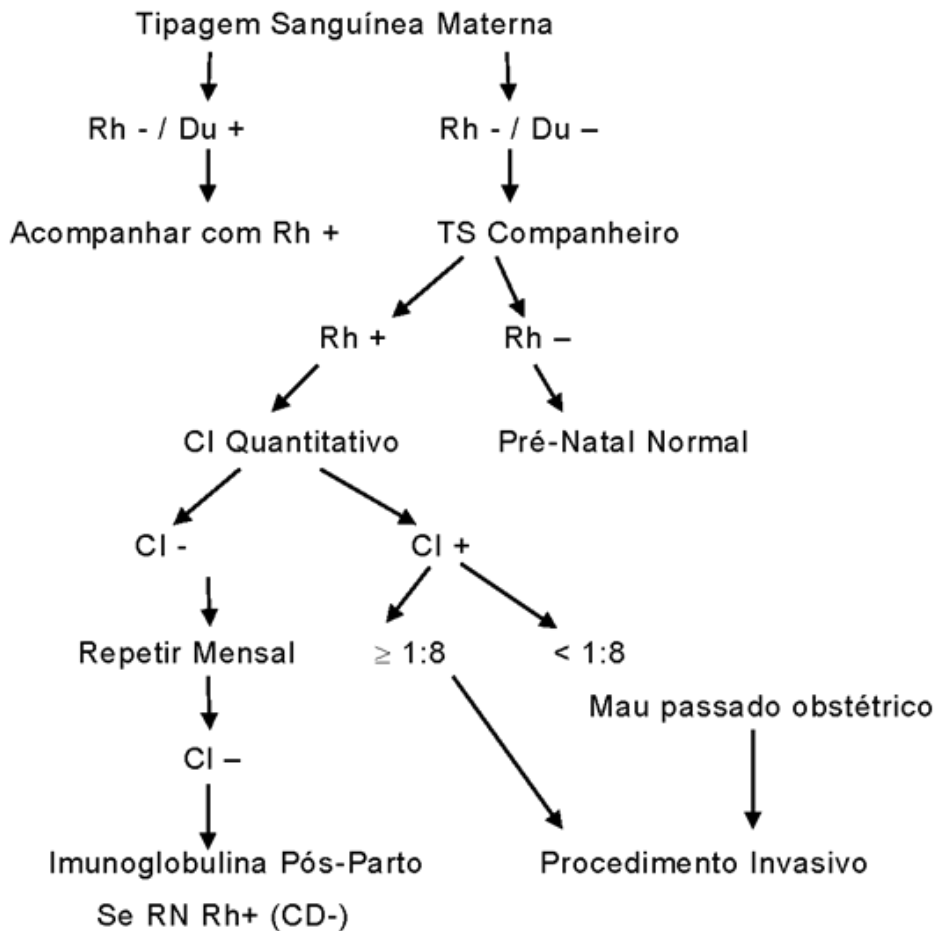 Tipagem Sanguínea Materna
Rh - / Du +
Rh - / Du –
Acompanhar com Rh +
TS Companheiro
Rh +
Rh –
CI Quantitativo
Pré-Natal Normal
CI -
CI +
Repetir Mensal
≥ 1:8
< 1:8
Mau passado obstétrico
CI –
Imunoglobulina Pós-Parto
Procedimento Invasivo
Se RN Rh+ (CD-)